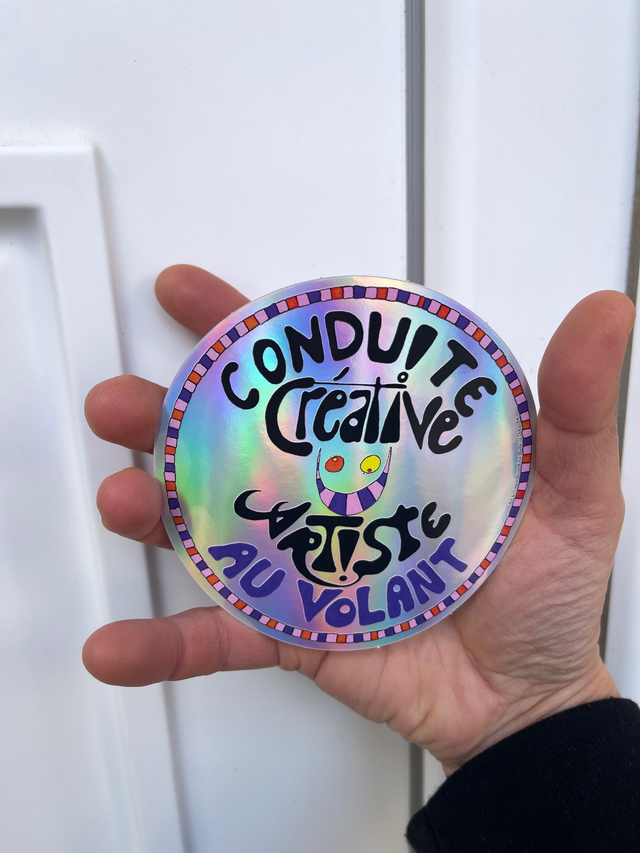 CONDUITE
Créative
ARTiSte
AU VOLANT